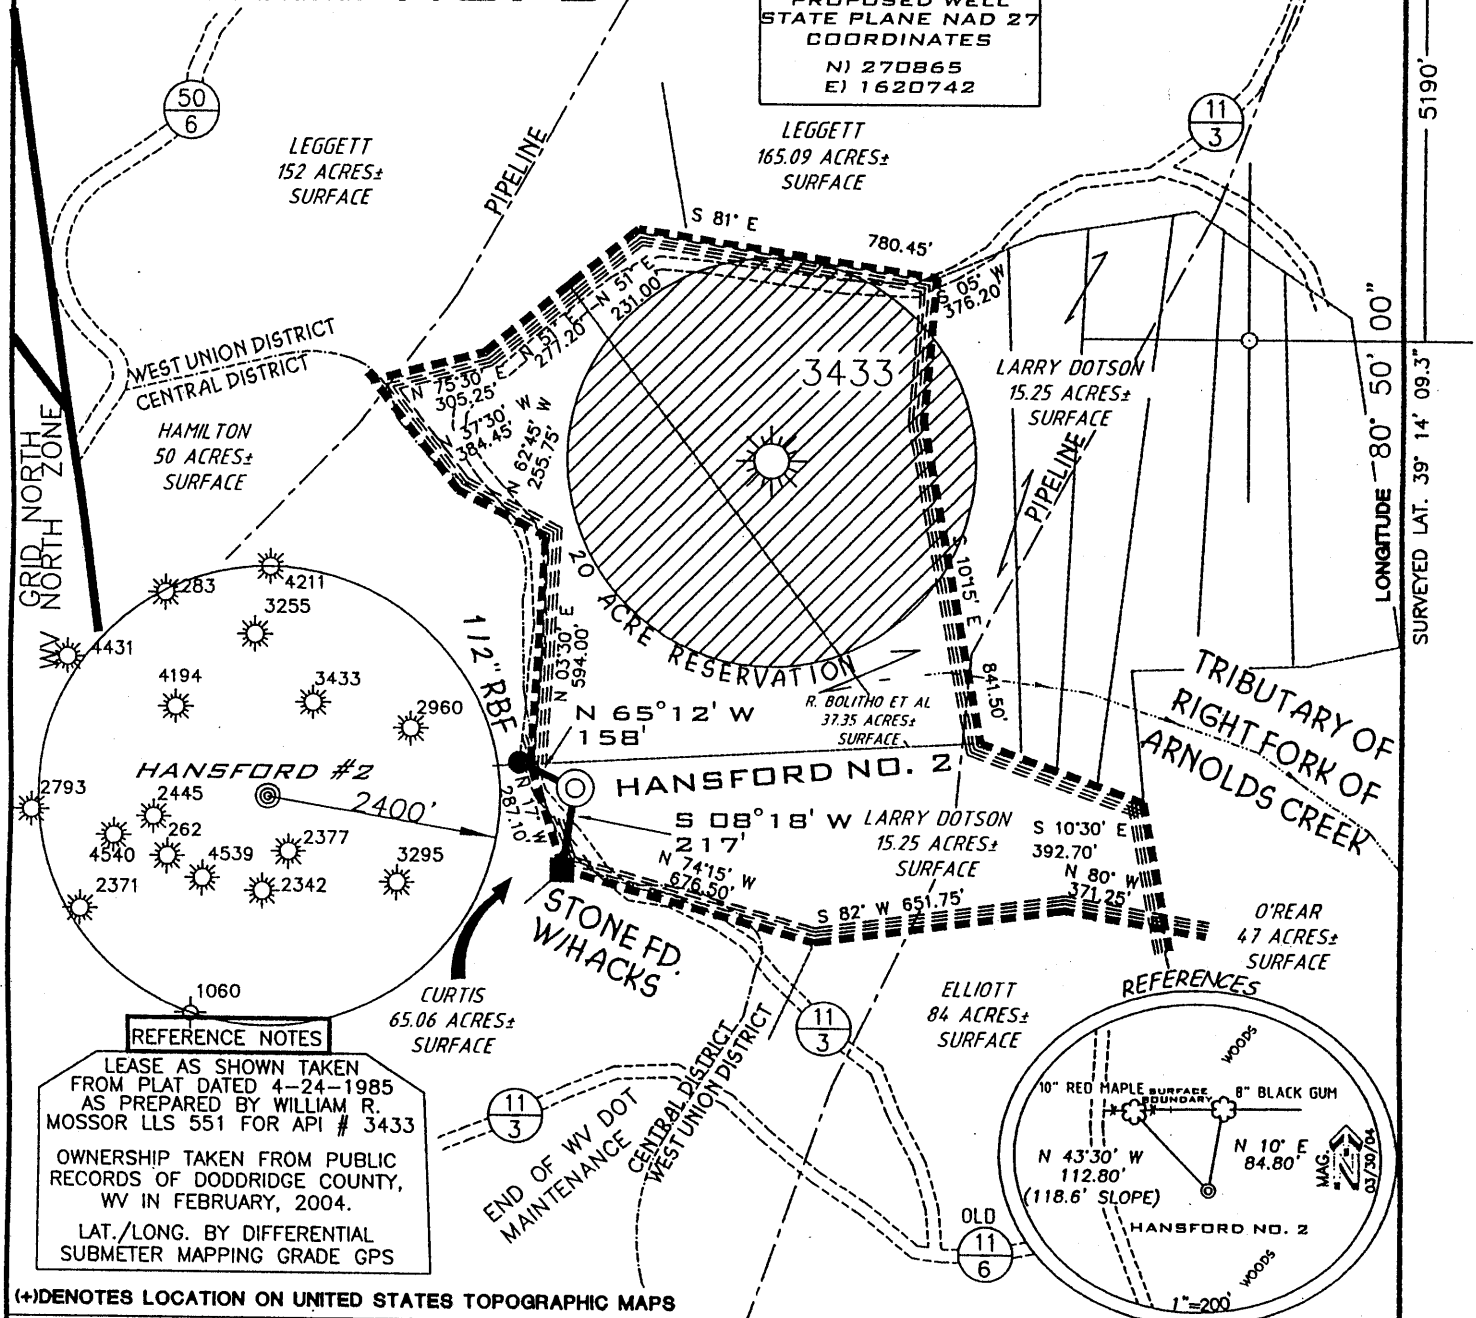 PROPOSED WELL
STATE PLANE NAD 27
COORDINATES
N) 270865
E) 1620742
50
6
11
3
5190'
LEGGETT
152 ACRES±
SURFACE
PIPELINE
LEGGETT
165.09 ACRES±
SURFACE
S 81° E
780.45'
N 51° E
231.00'
S 05° W
376.20'
N 51° E
277.20'
WEST UNION DISTRICT
CENTRAL DISTRICT
N 75°30' E
305.25'
N 37°30' W
384.45'
N 62°45' W
255.75'
3433
LARRY DOTSON
15.25 ACRES±
SURFACE
PIPELINE
HAMILTON
50 ACRES±
SURFACE
GRID NORTH
WV NORTH ZONE
LONGITUDE 80° 50' 00"
SURVEYED LAT. 39° 14' 09.3"
20 ACRE RESERVATION
S 10°15' E
841.50'
N 03°30' E
594.00'
1/2" RBF
283
4211
3255
4431
4194
3433
2960
HANSFORD #2
2400'
2793
2445
262
4540
4539
2377
2371
2342
3295
1060
N 65°12' W
158'
R. BOLITHO ET AL
37.35 ACRES±
SURFACE
TRIBUTARY OF
RIGHT FORK OF
ARNOLDS CREEK
HANSFORD NO. 2
N 17° W
287.10'
S 08°18' W
217'
LARRY DOTSON
15.25 ACRES±
SURFACE
S 10°30' E
392.70'
N 74°15' W
676.50'
N 80° W
371.25'
S 82° W 651.75'
STONE FD.
W/HACKS
O'REAR
47 ACRES±
SURFACE
CURTIS
65.06 ACRES±
SURFACE
ELLIOTT
84 ACRES±
SURFACE
11
3
CENTRAL DISTRICT
WEST UNION DISTRICT
11
3
END OF WV DOT
MAINTENANCE
OLD
11
6
REFERENCE NOTES
LEASE AS SHOWN TAKEN
FROM PLAT DATED 4-24-1985
AS PREPARED BY WILLIAM R.
MOSSOR LLS 551 FOR API # 3433
OWNERSHIP TAKEN FROM PUBLIC
RECORDS OF DODDRIDGE COUNTY,
WV IN FEBRUARY, 2004.
LAT./LONG. BY DIFFERENTIAL
SUBMETER MAPPING GRADE GPS
REFERENCES
WOODS
10" RED MAPLE
SURFACE
BOUNDARY
8" BLACK GUM
N 43°30' W
112.80'
(118.6' SLOPE)
N 10° E
84.80'
MAG.
03/30/04
HANSFORD NO. 2
WOODS
1"=200'
(+)DENOTES LOCATION ON UNITED STATES TOPOGRAPHIC MAPS